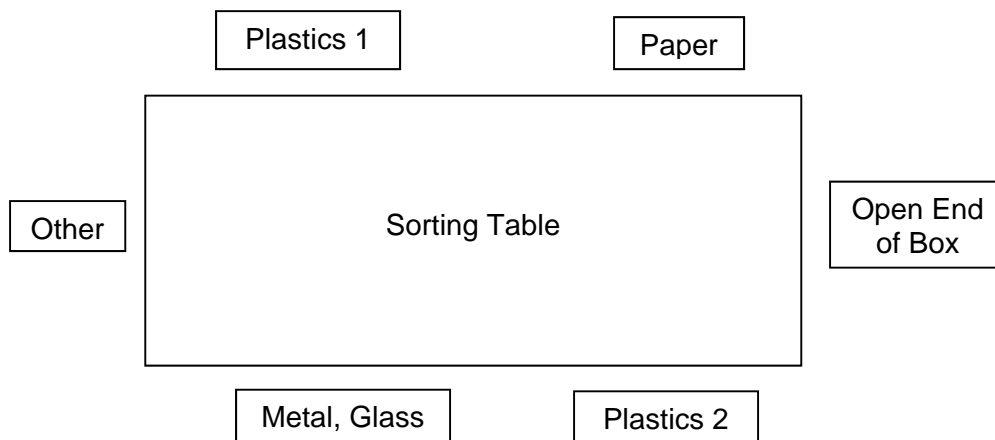 Plastics 1
Paper
Other
Sorting Table
Open End
of Box
Metal, Glass
Plastics 2